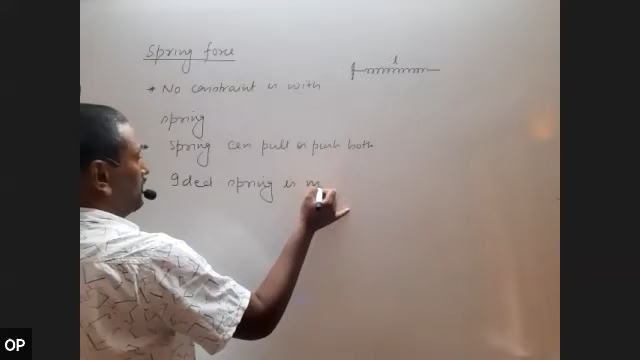 Spring force
l
* No constraint is with
spring
Spring can pull or push both
Ideal spring is m
OP